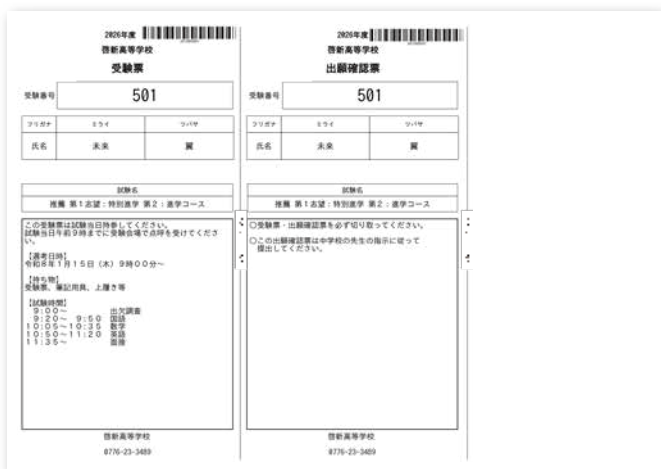 2026年度
啓新高等学校
受験票
受験番号 501
フリガナ ミライ ツバサ
氏名 未来 翼
試験名
推薦 第1志望:特別進学 第2:進学コース
この受験票は試験当日持参してください。
試験当日午前9時までに受験会場で点呼を受けてくださ
い。
【選考日時】
令和8年1月15日(木)9時00分~
【持ち物】
受験票、筆記用具、上履き等
【試験時間】
9:00~ 出欠調査
9:20~ 9:50 国語
10:05~10:35 数学
10:50~11:20 英語
11:35~ 面接
啓新高等学校
0776-23-3489
2026年度
啓新高等学校
出願確認票
受験番号 501
フリガナ ミライ ツバサ
氏名 未来 翼
試験名
推薦 第1志望:特別進学 第2:進学コース
○受験票・出願確認票を必ず切り取ってください。
○この出願確認票は中学校の先生の指示に従って
提出してください。
啓新高等学校
0776-23-3489